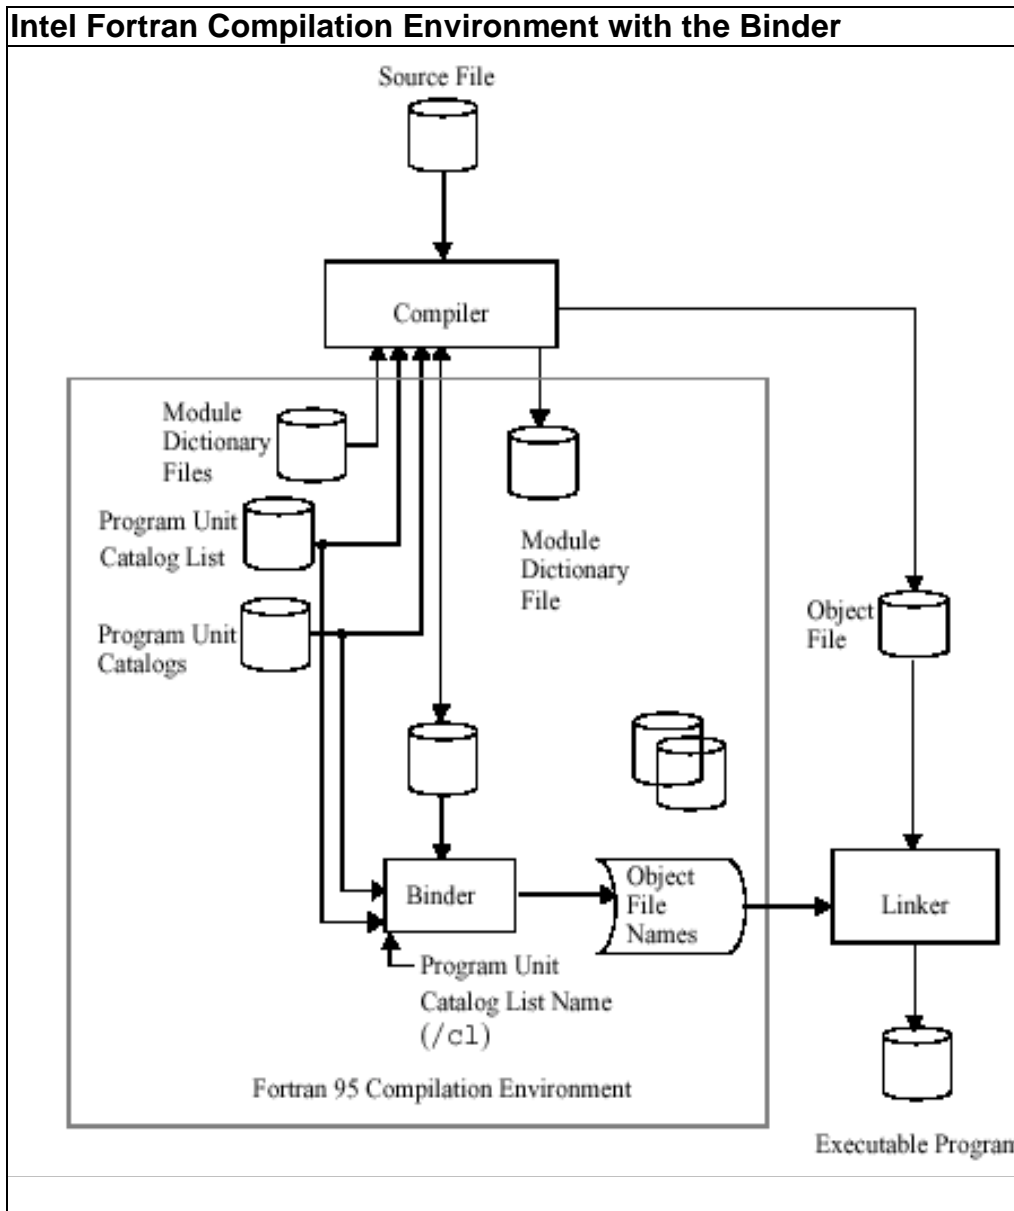 Intel Fortran Compilation Environment with the Binder
Source File
Compiler
Module
Dictionary
Files
Program Unit
Catalog List
Module
Dictionary
File
Program Unit
Catalogs
Object
File
Binder
Object
File
Names
Linker
Program Unit
Catalog List Name
(/cl)
Fortran 95 Compilation Environment
Executable Program